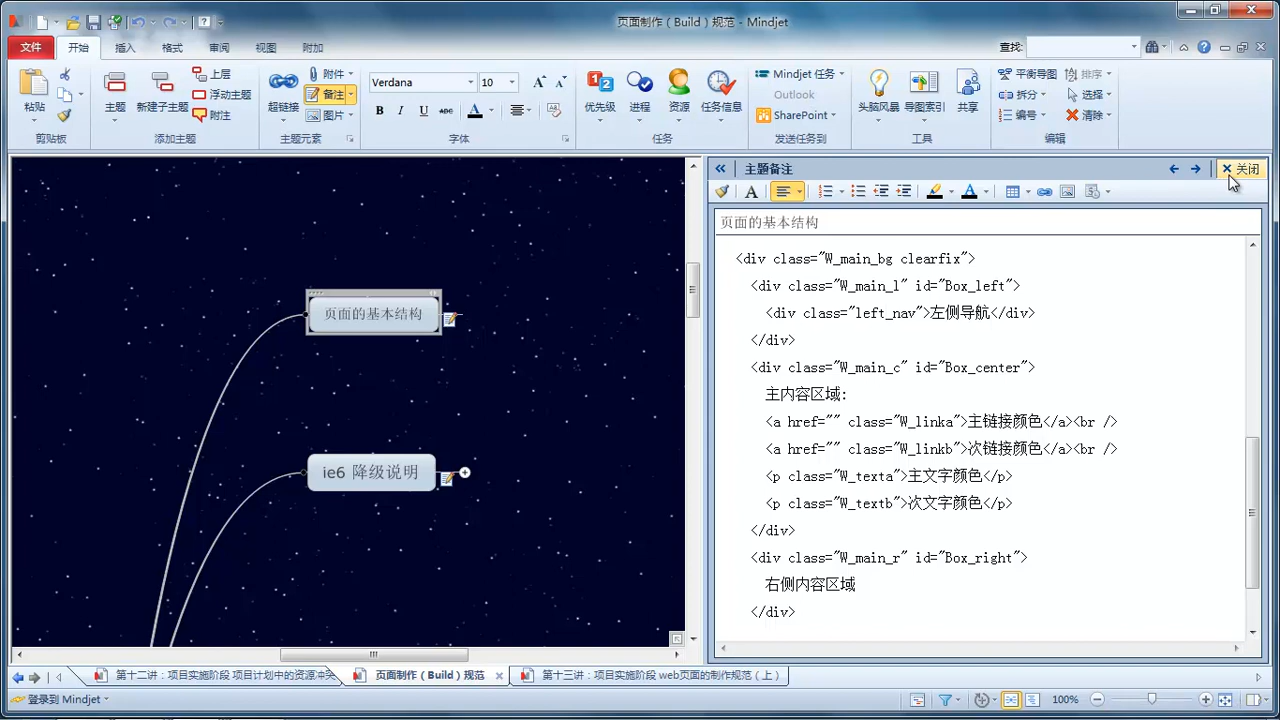 页面制作（Build）规范 - Mindjet
文件 开始 插入 格式 审阅 视图 附加 查找:
粘贴
剪贴板
主题 新建子主题
上层
浮动主题
附注
添加主题
超链接
附件
备注
图片
主题元素
Verdana 10
B I U abc A
字体
优先级 进程 资源 任务信息
任务
Mindjet 任务
Outlook
SharePoint
发送任务到
头脑风暴 导图索引 共享
工具
平衡导图 排序
拆分 选择
编号 清除
编辑
主题备注 关闭
页面的基本结构
<div class="W_main_bg clearfix">
<div class="W_main_l" id="Box_left">
<div class="left_nav">左侧导航</div>
</div>
<div class="W_main_c" id="Box_center">
主内容区域:
<a href="" class="W_linka">主链接颜色</a><br />
<a href="" class="W_linkb">次链接颜色</a><br />
<p class="W_texta">主文字颜色</p>
<p class="W_textb">次文字颜色</p>
</div>
<div class="W_main_r" id="Box_right">
右侧内容区域
</div>
页面的基本结构
ie6 降级说明
第十二讲：项目实施阶段 项目计划中的资源冲突 页面制作（Build）规范 第十三讲：项目实施阶段 web页面的制作规范（上）
登录到 Mindjet 100%